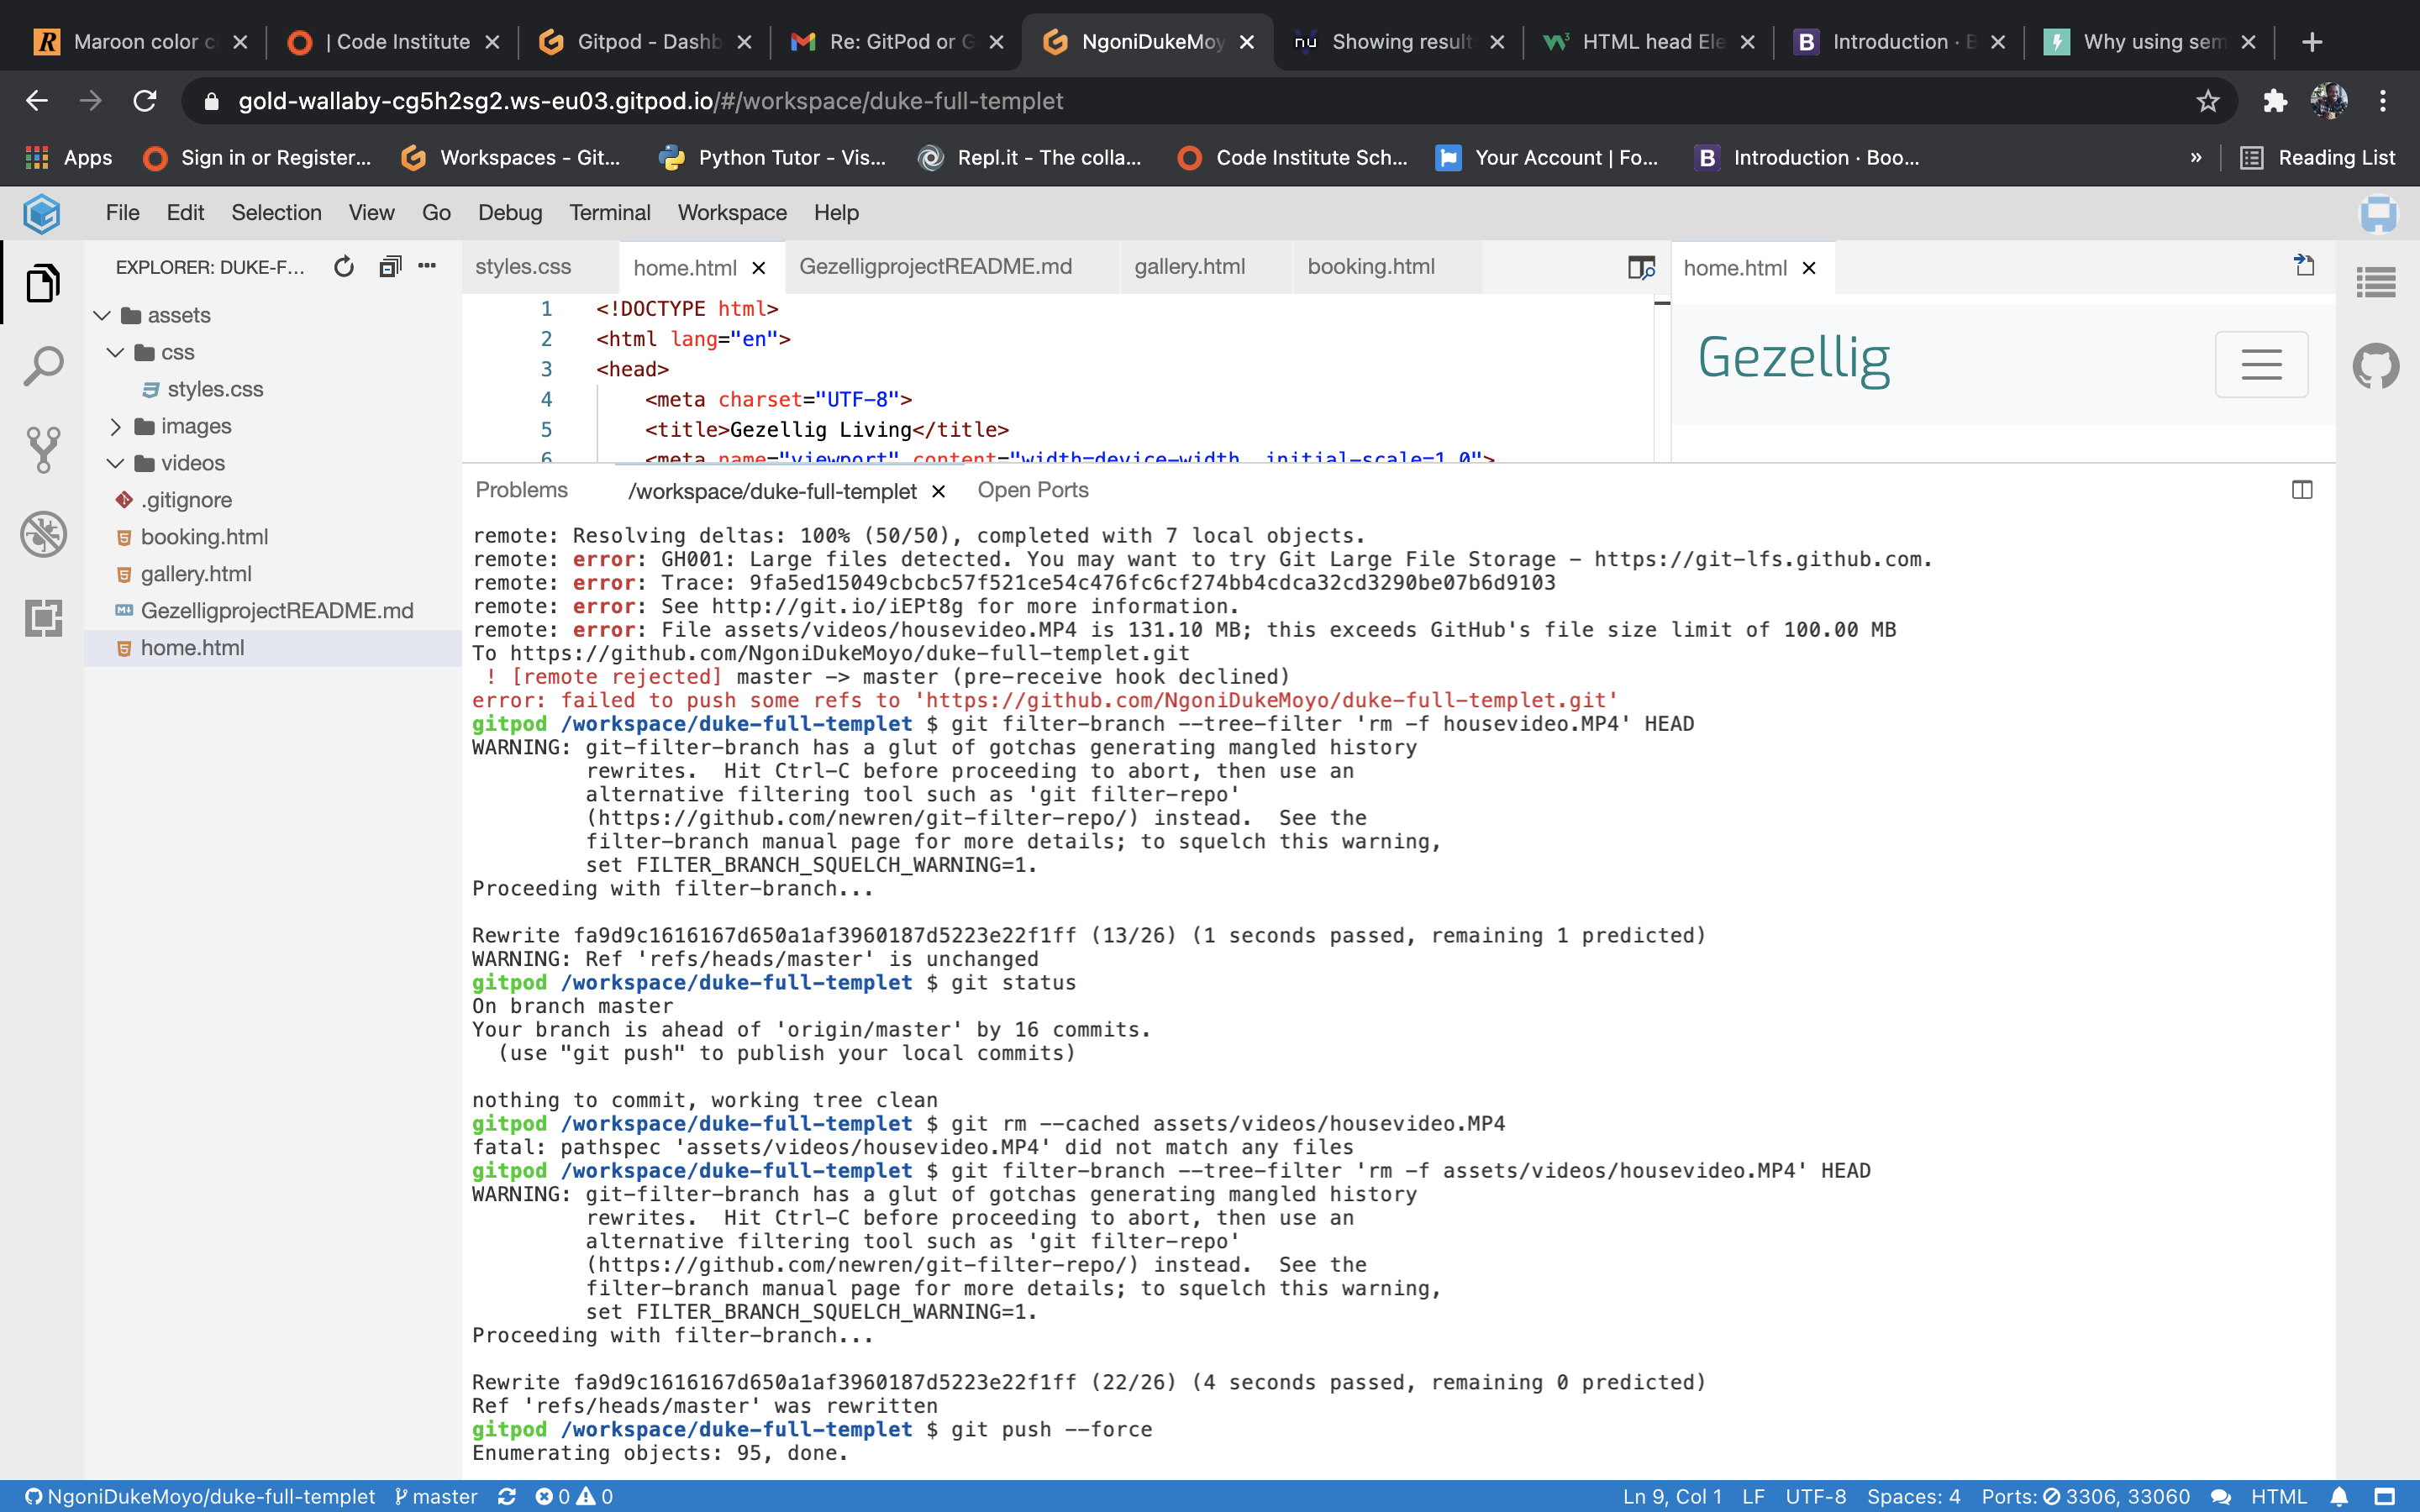 Maroon color c
| Code Institute
Gitpod - Dashb
Re: GitPod or G
NgoniDukeMoy
Showing result
HTML head Ele
Introduction · B
Why using sem
gold-wallaby-cg5h2sg2.ws-eu03.gitpod.io/#/workspace/duke-full-templet
Apps
Sign in or Register...
Workspaces - Git...
Python Tutor - Vis...
Repl.it - The colla...
Code Institute Sch...
Your Account | Fo...
Introduction · Boo...
»
Reading List
File Edit Selection View Go Debug Terminal Workspace Help
EXPLORER: DUKE-F...
assets
css
styles.css
images
videos
.gitignore
booking.html
gallery.html
GezelligprojectREADME.md
home.html
styles.css
home.html
GezelligprojectREADME.md
gallery.html
booking.html
1 <!DOCTYPE html>
2 <html lang="en">
3 <head>
4 <meta charset="UTF-8">
5 <title>Gezellig Living</title>
6 <meta name="viewport" content="width=device-width, initial-scale=1.0">
home.html
Gezellig
Problems
/workspace/duke-full-templet
Open Ports
remote: Resolving deltas: 100% (50/50), completed with 7 local objects.
remote: error: GH001: Large files detected. You may want to try Git Large File Storage - https://git-lfs.github.com.
remote: error: Trace: 9fa5ed15049cbcbc57f521ce54c476fc6cf274bb4cdca32cd3290be07b6d9103
remote: error: See http://git.io/iEPt8g for more information.
remote: error: File assets/videos/housevideo.MP4 is 131.10 MB; this exceeds GitHub's file size limit of 100.00 MB
To https://github.com/NgoniDukeMoyo/duke-full-templet.git
! [remote rejected] master -> master (pre-receive hook declined)
error: failed to push some refs to 'https://github.com/NgoniDukeMoyo/duke-full-templet.git'
gitpod /workspace/duke-full-templet $ git filter-branch --tree-filter 'rm -f housevideo.MP4' HEAD
WARNING: git-filter-branch has a glut of gotchas generating mangled history
rewrites.  Hit Ctrl-C before proceeding to abort, then use an
alternative filtering tool such as 'git filter-repo'
(https://github.com/newren/git-filter-repo/) instead.  See the
filter-branch manual page for more details; to squelch this warning,
set FILTER_BRANCH_SQUELCH_WARNING=1.
Proceeding with filter-branch...
Rewrite fa9d9c1616167d650a1af3960187d5223e22f1ff (13/26) (1 seconds passed, remaining 1 predicted)
WARNING: Ref 'refs/heads/master' is unchanged
gitpod /workspace/duke-full-templet $ git status
On branch master
Your branch is ahead of 'origin/master' by 16 commits.
(use "git push" to publish your local commits)
nothing to commit, working tree clean
gitpod /workspace/duke-full-templet $ git rm --cached assets/videos/housevideo.MP4
fatal: pathspec 'assets/videos/housevideo.MP4' did not match any files
gitpod /workspace/duke-full-templet $ git filter-branch --tree-filter 'rm -f assets/videos/housevideo.MP4' HEAD
WARNING: git-filter-branch has a glut of gotchas generating mangled history
rewrites.  Hit Ctrl-C before proceeding to abort, then use an
alternative filtering tool such as 'git filter-repo'
(https://github.com/newren/git-filter-repo/) instead.  See the
filter-branch manual page for more details; to squelch this warning,
set FILTER_BRANCH_SQUELCH_WARNING=1.
Proceeding with filter-branch...
Rewrite fa9d9c1616167d650a1af3960187d5223e22f1ff (22/26) (4 seconds passed, remaining 0 predicted)
Ref 'refs/heads/master' was rewritten
gitpod /workspace/duke-full-templet $ git push --force
Enumerating objects: 95, done.
NgoniDukeMoyo/duke-full-templet master 0 0 Ln 9, Col 1 LF UTF-8 Spaces: 4 Ports: 3306, 33060 HTML